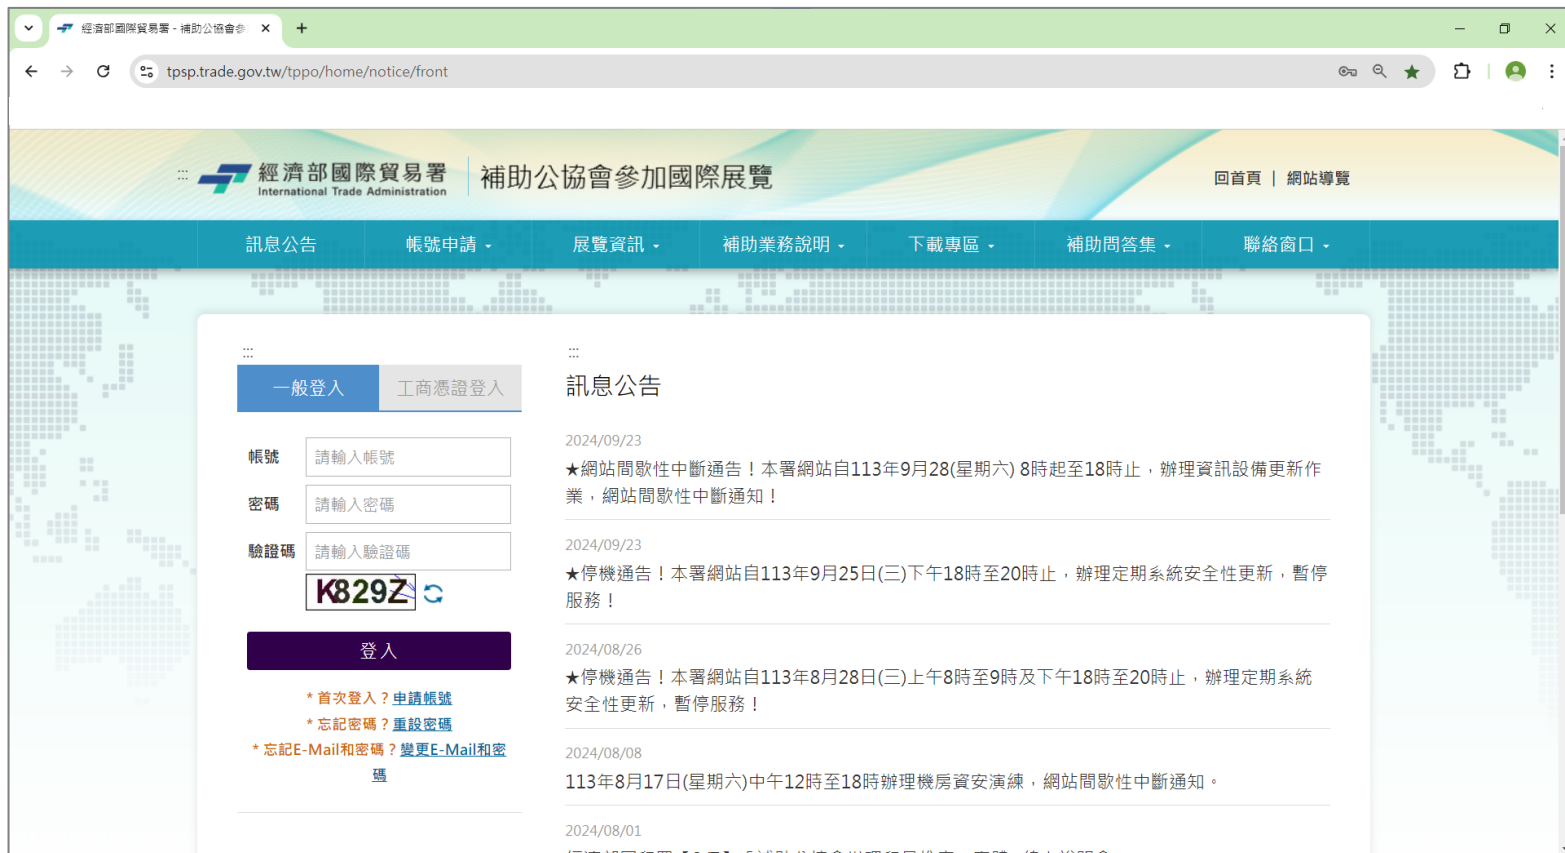 經濟部國際貿易署 - 補助公協會參
tpsp.trade.gov.tw/tppo/home/notice/front
經濟部國際貿易署
International Trade Administration
補助公協會參加國際展覽
回首頁 | 網站導覽
訊息公告 帳號申請 展覽資訊 補助業務說明 下載專區 補助問答集 聯絡窗口
:::
一般登入 工商憑證登入
帳號 請輸入帳號
密碼 請輸入密碼
驗證碼 請輸入驗證碼
K829Z
登入
* 首次登入？申請帳號
* 忘記密碼？重設密碼
* 忘記E-Mail和密碼？變更E-Mail和密
碼
:::
訊息公告
2024/09/23
★網站間歇性中斷通告！本署網站自113年9月28(星期六) 8時起至18時止，辦理資訊設備更新作
業，網站間歇性中斷通知！
2024/09/23
★停機通告！本署網站自113年9月25日(三)下午18時至20時止，辦理定期系統安全性更新，暫停
服務！
2024/08/26
★停機通告！本署網站自113年8月28日(三)上午8時至9時及下午18時至20時止，辦理定期系統
安全性更新，暫停服務！
2024/08/08
113年8月17日(星期六)中午12時至18時辦理機房資安演練，網站間歇性中斷通知。
2024/08/01